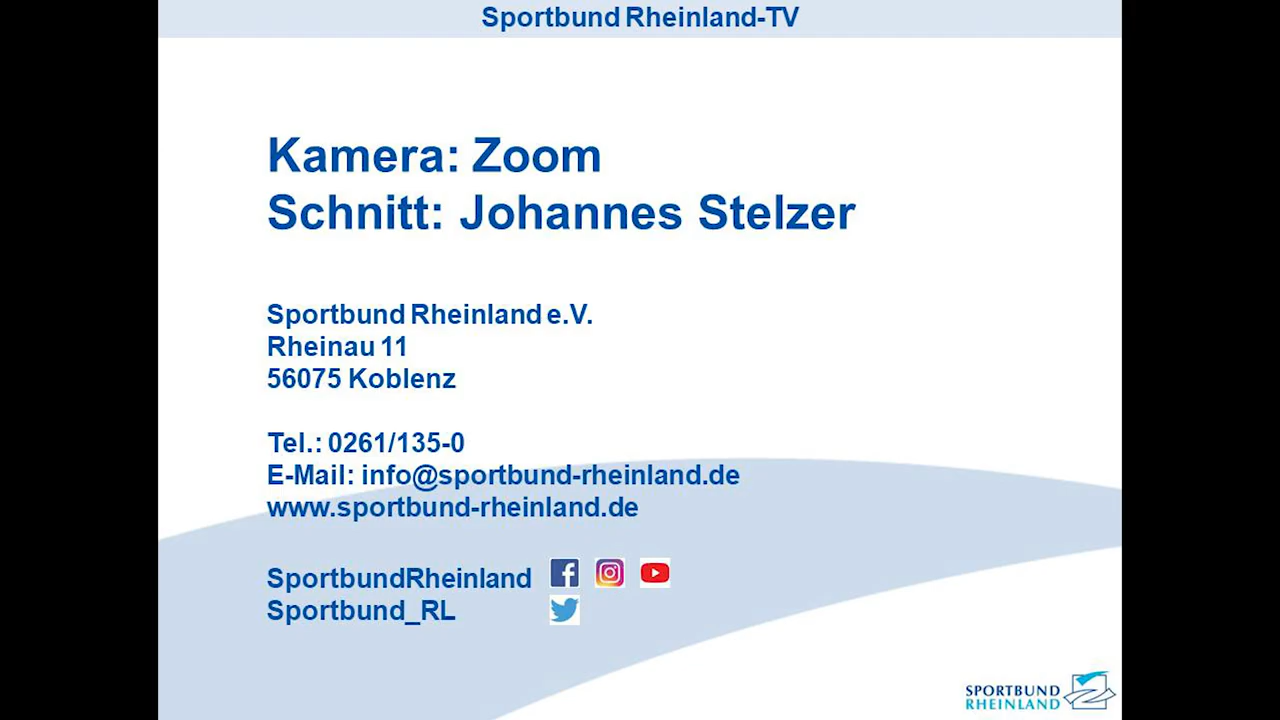 Sportbund Rheinland-TV
Kamera: Zoom
Schnitt: Johannes Stelzer
Sportbund Rheinland e.V.
Rheinau 11
56075 Koblenz
Tel.: 0261/135-0
E-Mail: info@sportbund-rheinland.de
www.sportbund-rheinland.de
SportbundRheinland
Sportbund_RL
SPORTBUND
RHEINLAND